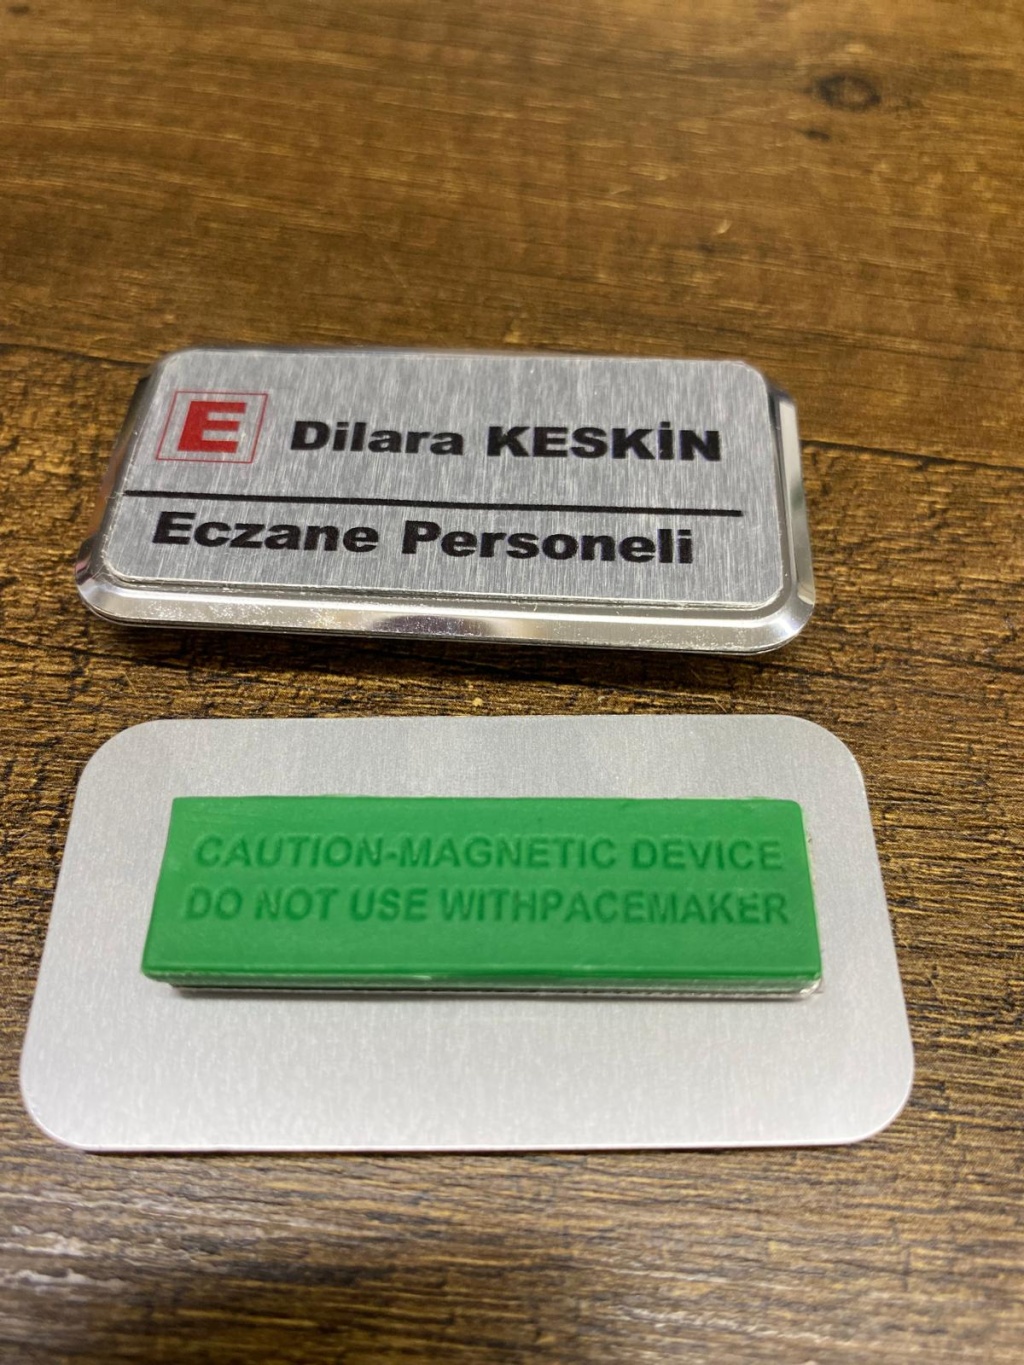 E Dilara KESKİN
Eczane Personeli
CAUTION-MAGNETIC DEVICE
DO NOT USE WITHPACEMAKER